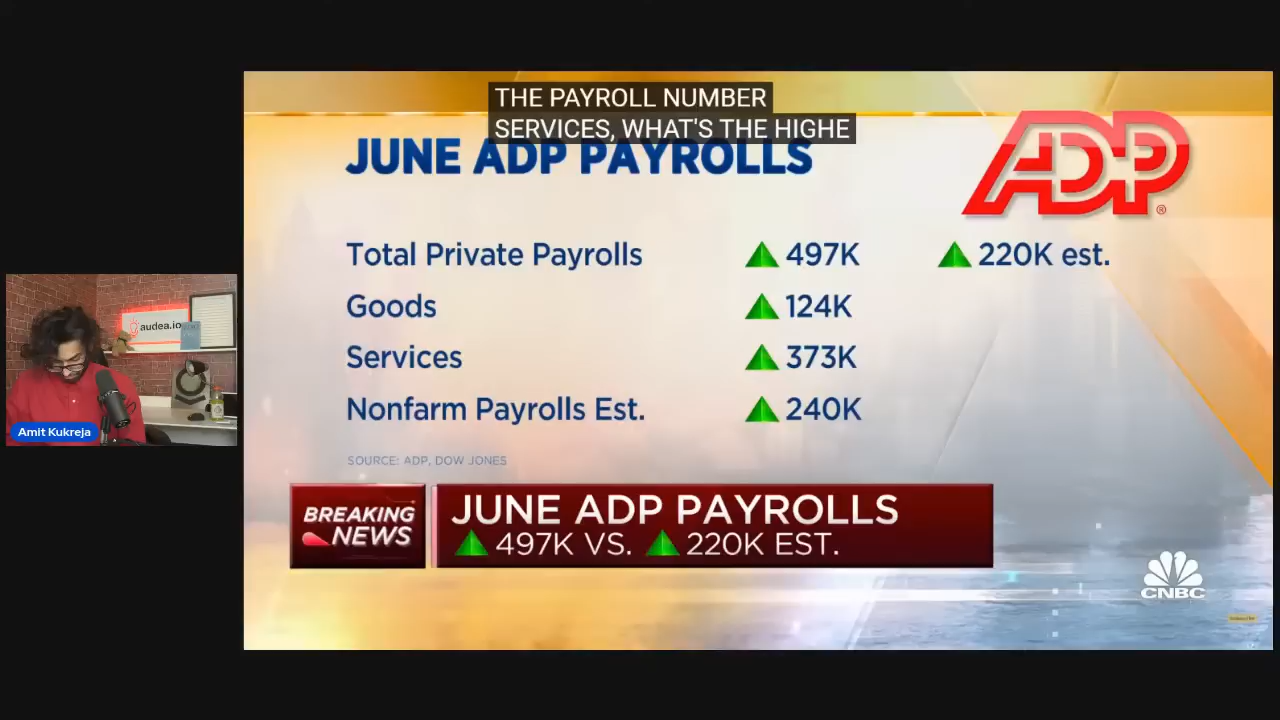 THE PAYROLL NUMBER
SERVICES, WHAT'S THE HIGHE
JUNE ADP PAYROLLS
ADP
®
Total Private Payrolls 497K 220K est.
Goods 124K
Services 373K
Nonfarm Payrolls Est. 240K
SOURCE: ADP, DOW JONES
BREAKING
NEWS
JUNE ADP PAYROLLS
497K VS. 220K EST.
CNBC
audea.io
Amit Kukreja